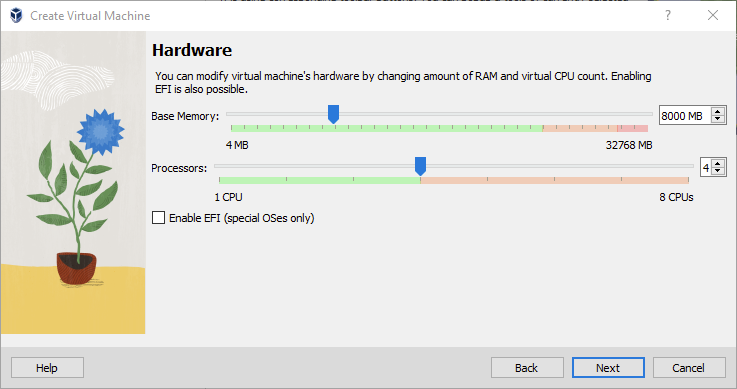 Create Virtual Machine
Hardware
You can modify virtual machine's hardware by changing amount of RAM and virtual CPU count. Enabling
EFI is also possible.
Base Memory: 8000 MB
4 MB 32768 MB
Processors: 4
1 CPU 8 CPUs
Enable EFI (special OSes only)
Help Back Next Cancel